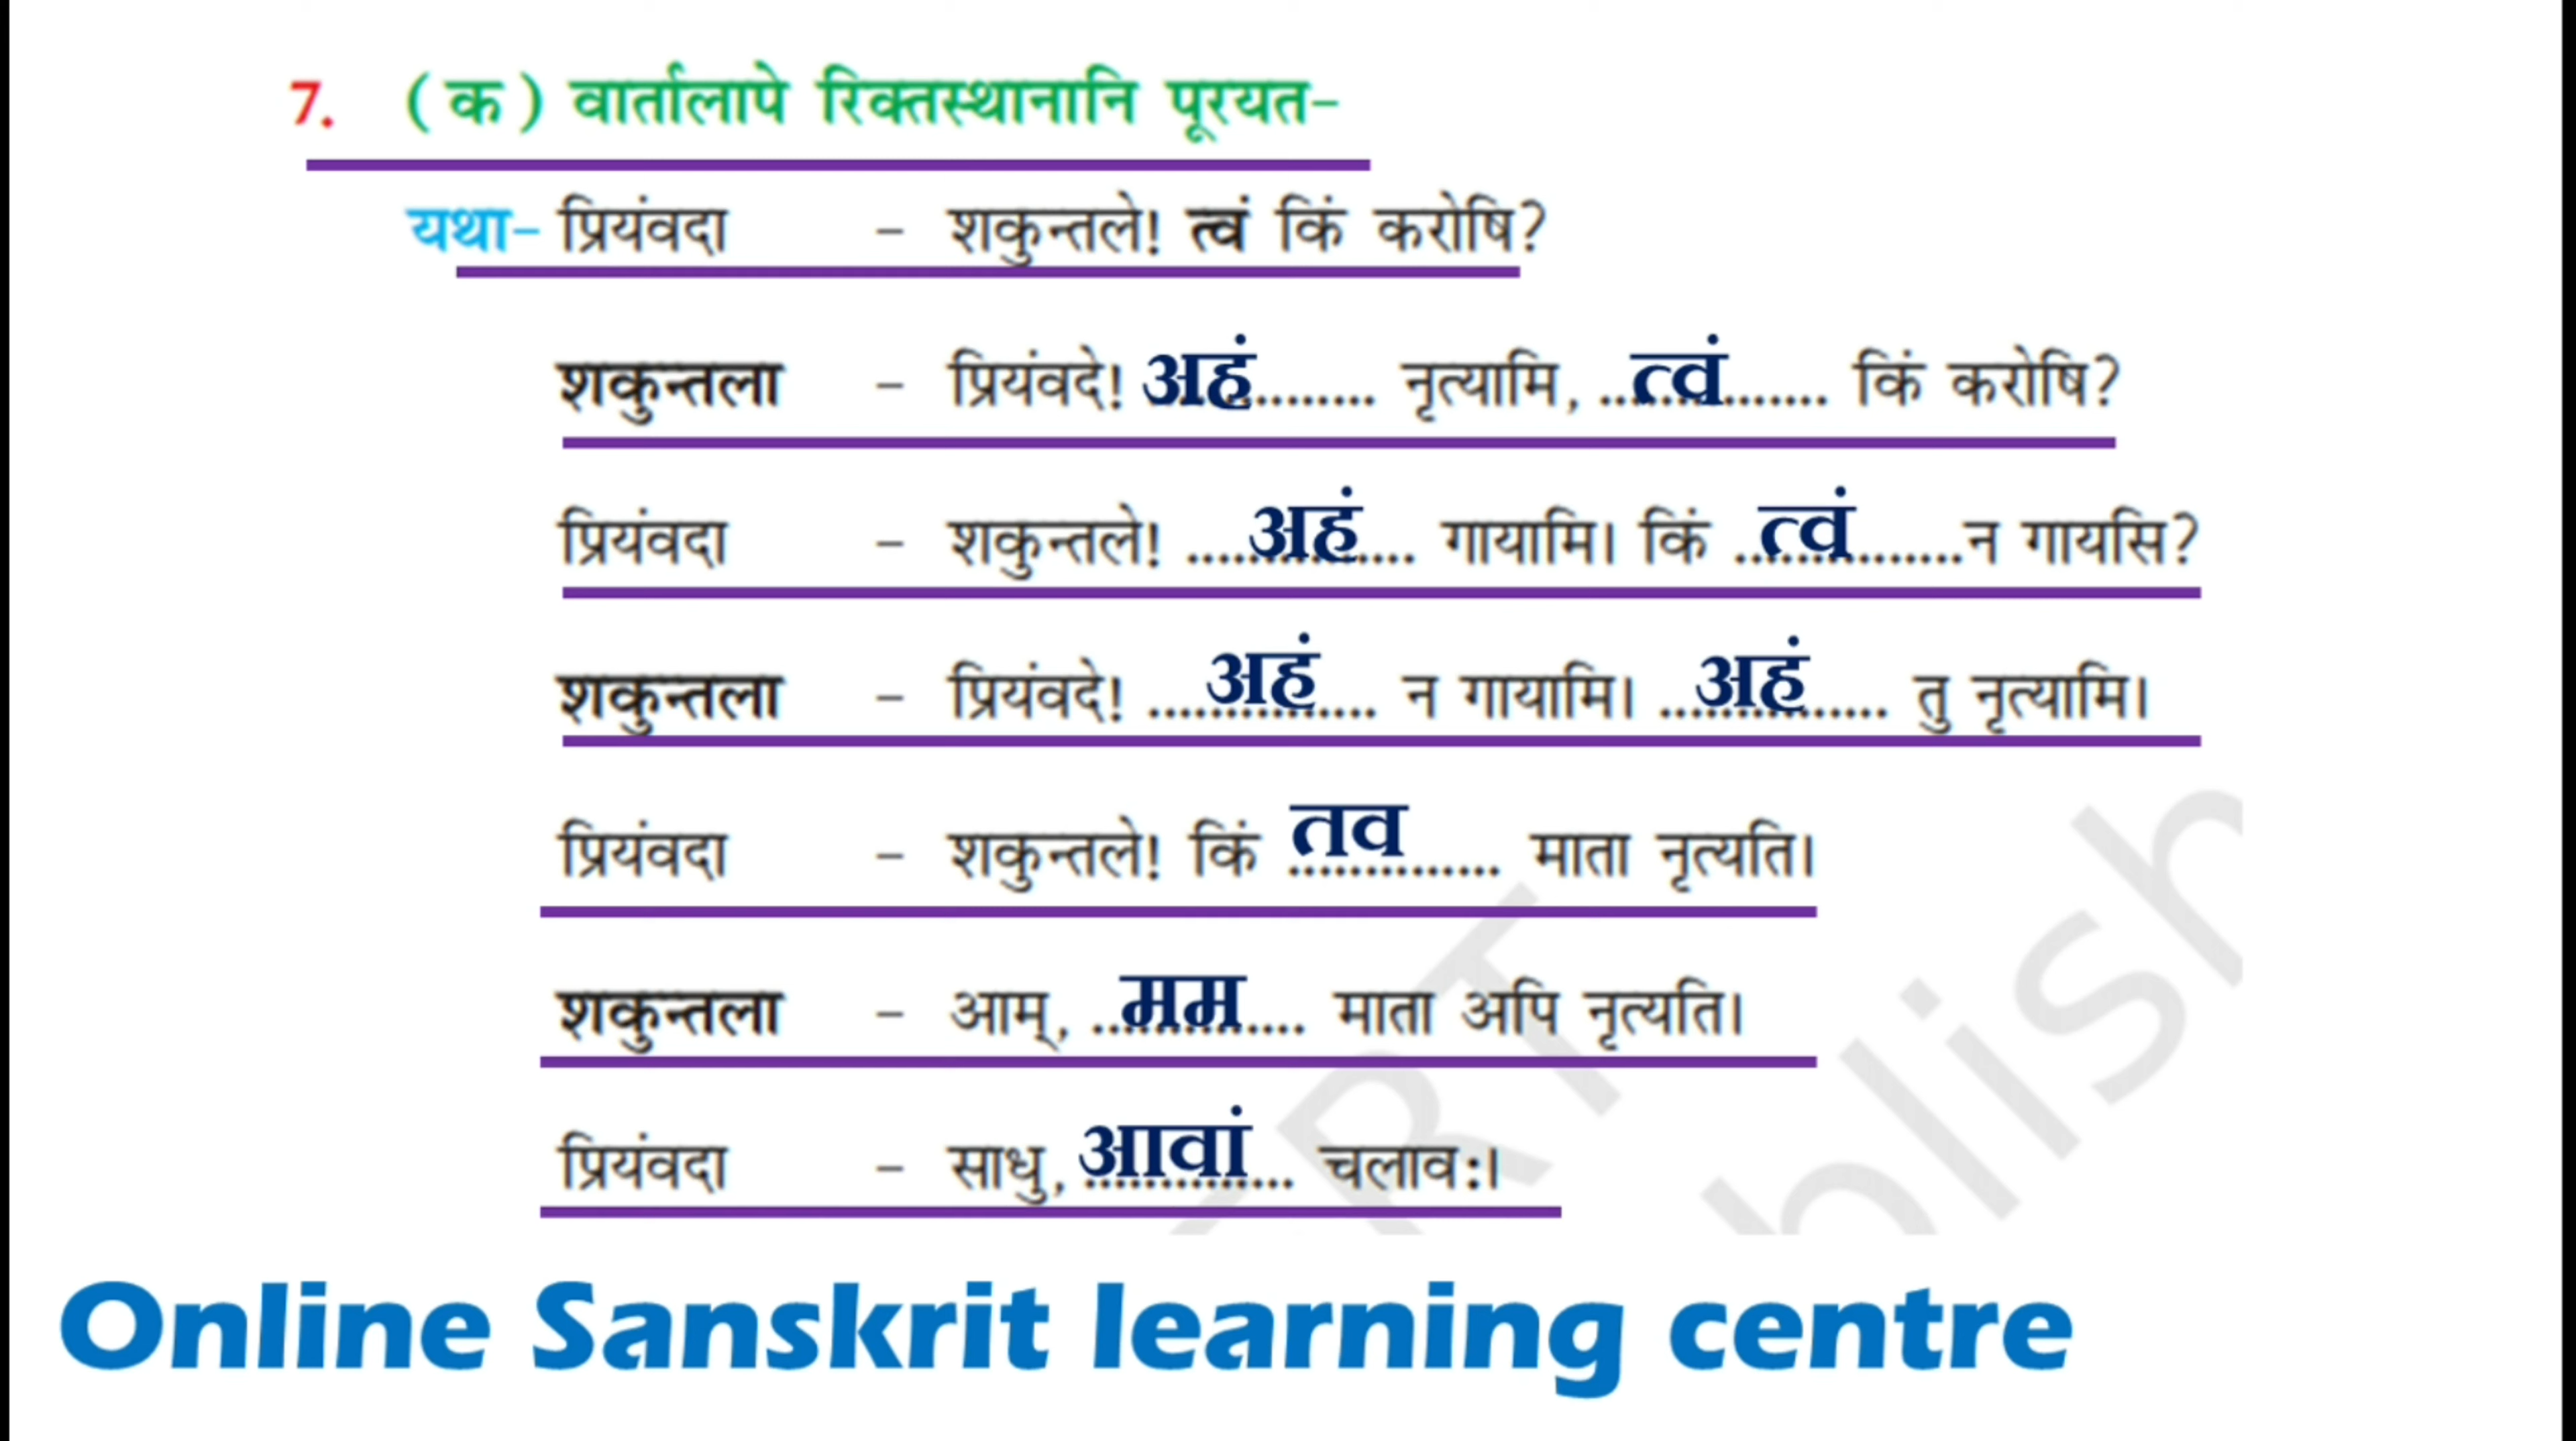 7. (क) वार्तालापे रिक्तस्थानानि पूरयत-
यथा- प्रियंवदा - शकुन्तले! त्वं किं करोषि?
शकुन्तला - प्रियंवदे! अहं............... नृत्यामि, ....त्वं........... किं करोषि?
प्रियंवदा - शकुन्तले! .....अहं.......... गायामि। किं ....त्वं...........न गायसि?
शकुन्तला - प्रियंवदे! .....अहं.......... न गायामि। .....अहं.......... तु नृत्यामि।
प्रियंवदा - शकुन्तले! किं तव.............. माता नृत्यति।
शकुन्तला - आम्, ...मम........... माता अपि नृत्यति।
प्रियंवदा - साधु, आवां.............. चलावः।
RT
blish
Online Sanskrit learning centre